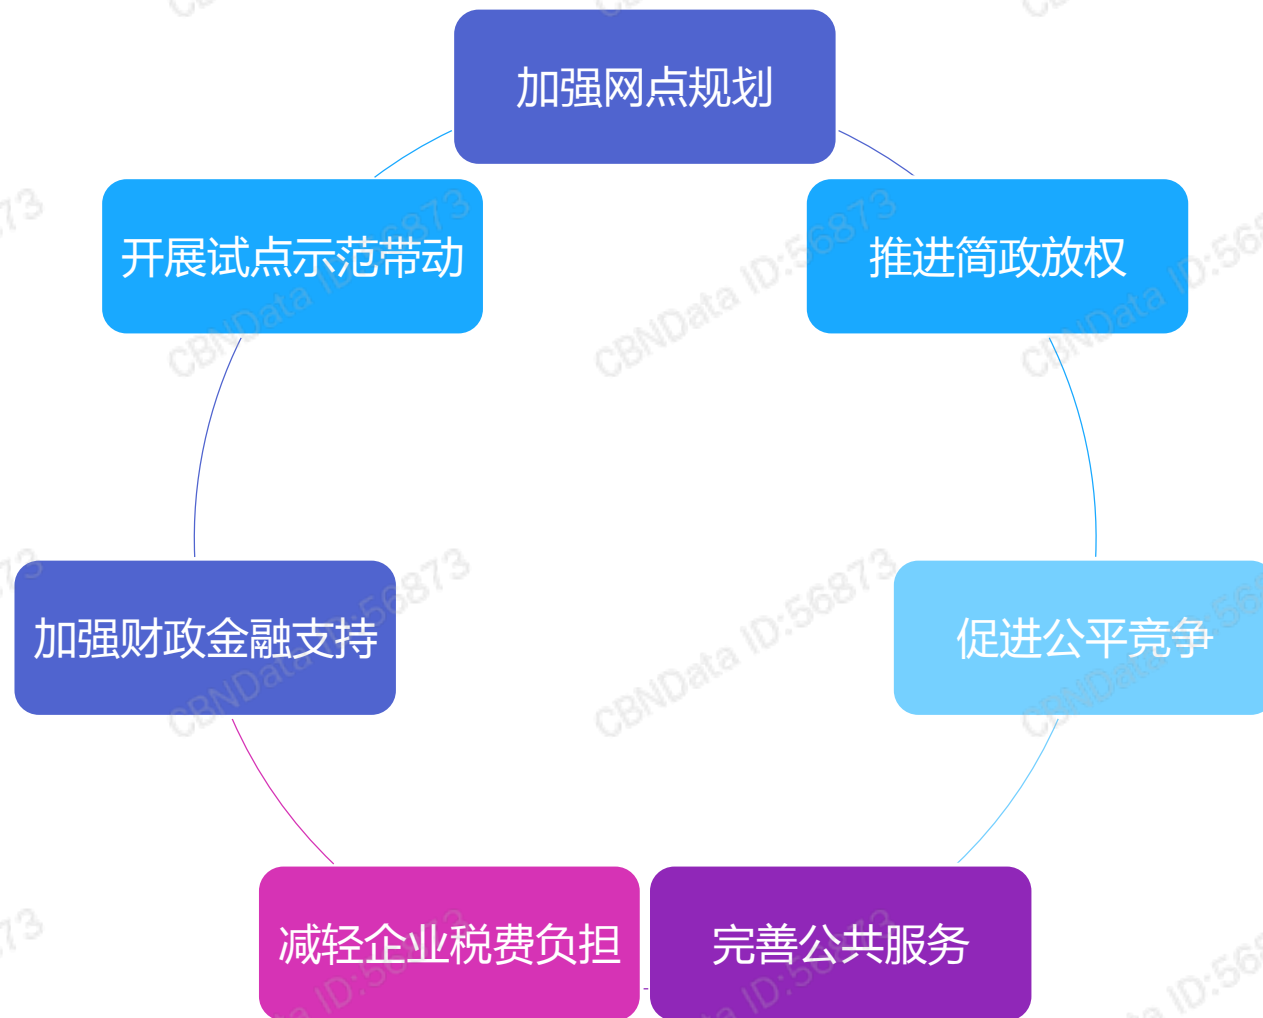 加强网点规划
开展试点示范带动
推进简政放权
加强财政金融支持
促进公平竞争
减轻企业税费负担
完善公共服务
CBNData ID:56873